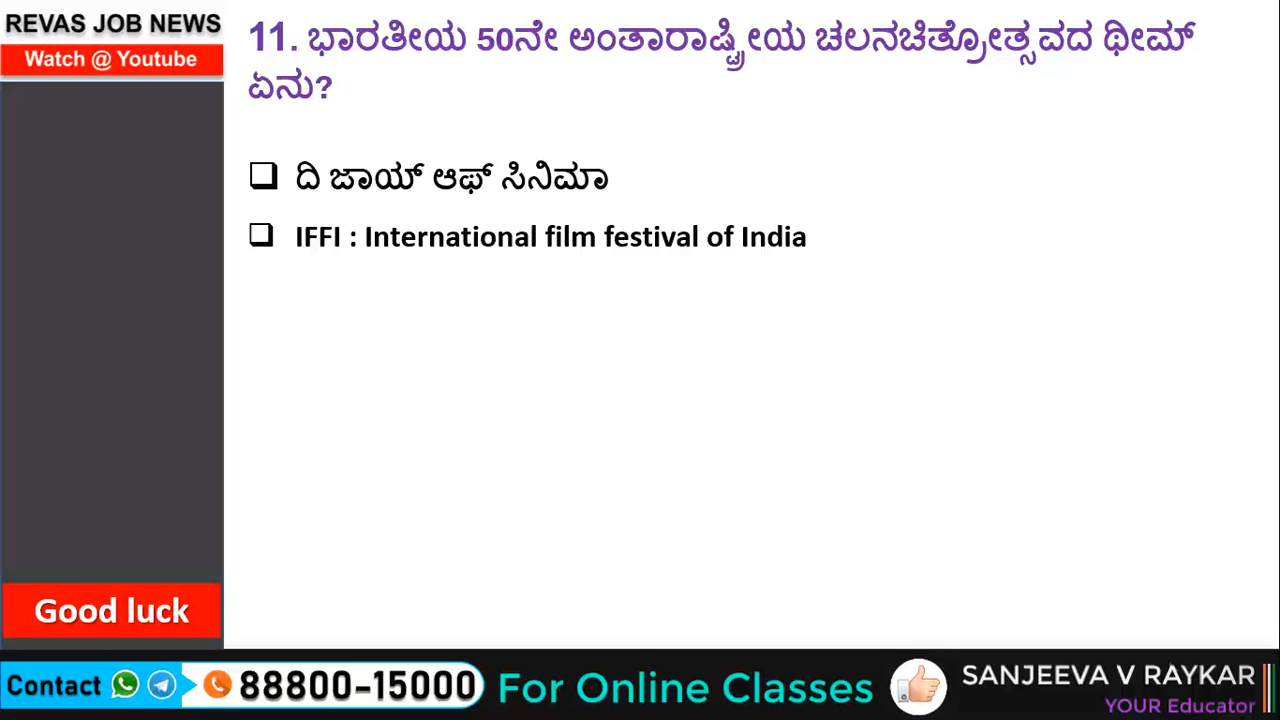 REVAS JOB NEWS
Watch @ Youtube
11. ಭಾರತೀಯ 50ನೇ ಅಂತಾರಾಷ್ಟ್ರೀಯ ಚಲನಚಿತ್ರೋತ್ಸವದ ಥೀಮ್
ಏನು?
ದಿ ಜಾಯ್ ಆಫ್ ಸಿನಿಮಾ
IFFI : International film festival of India
Good luck
Contact 88800-15000 For Online Classes
SANJEEVA V RAYKAR
YOUR Educator